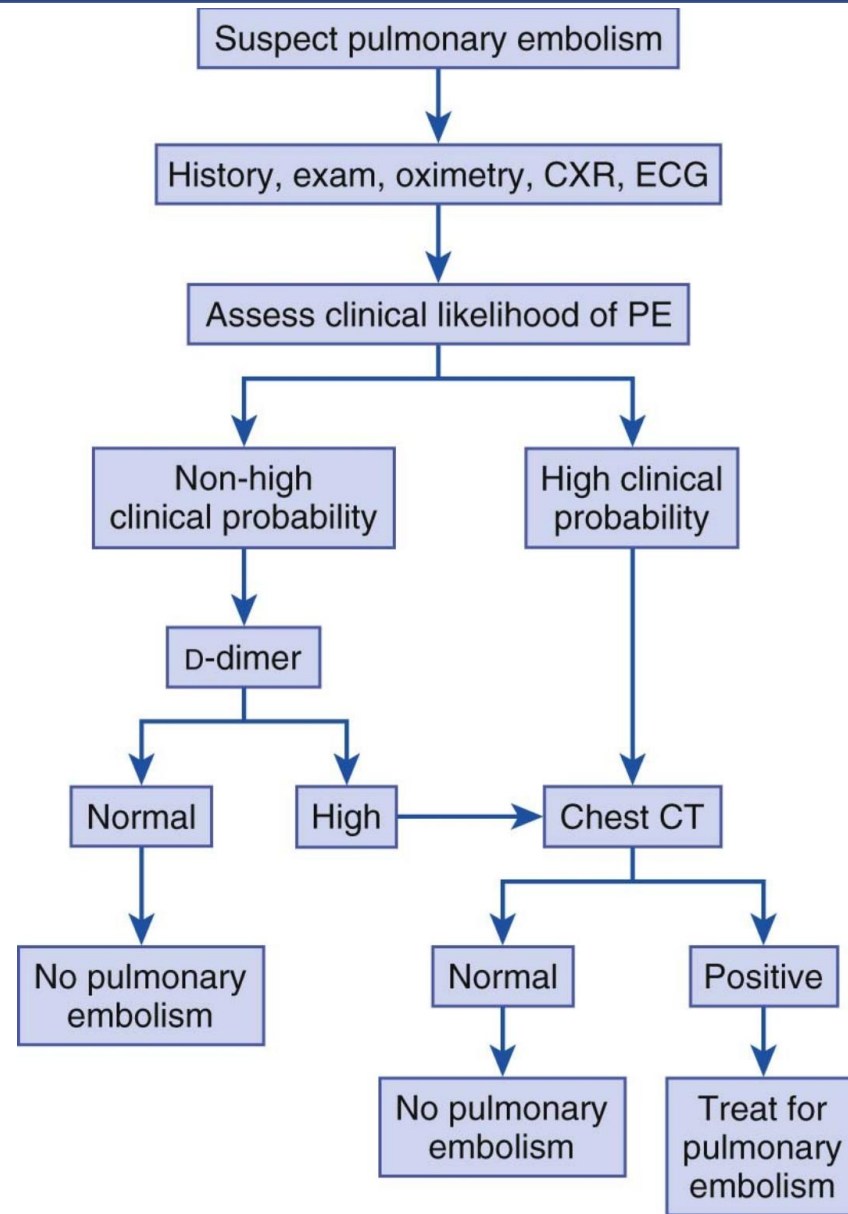 Suspect pulmonary embolism
History, exam, oximetry, CXR, ECG
Assess clinical likelihood of PE
Non-high
clinical probability
High clinical
probability
D-dimer
Normal
High
Chest CT
No pulmonary
embolism
Normal
Positive
No pulmonary
embolism
Treat for
pulmonary
embolism